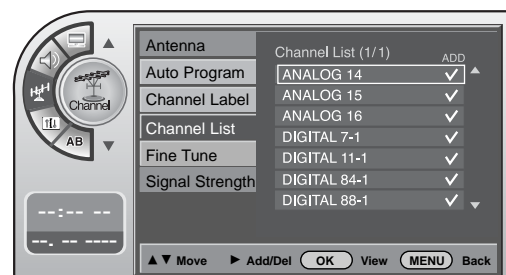 Channel
AB
--:-- --
--. -- ----
Antenna
Auto Program
Channel Label
Channel List
Fine Tune
Signal Strength
Channel List (1/1)
ADD
ANALOG 14 ✓
ANALOG 15 ✓
ANALOG 16 ✓
DIGITAL 7-1 ✓
DIGITAL 11-1 ✓
DIGITAL 84-1 ✓
DIGITAL 88-1 ✓
▲▼ Move ► Add/Del OK View MENU Back